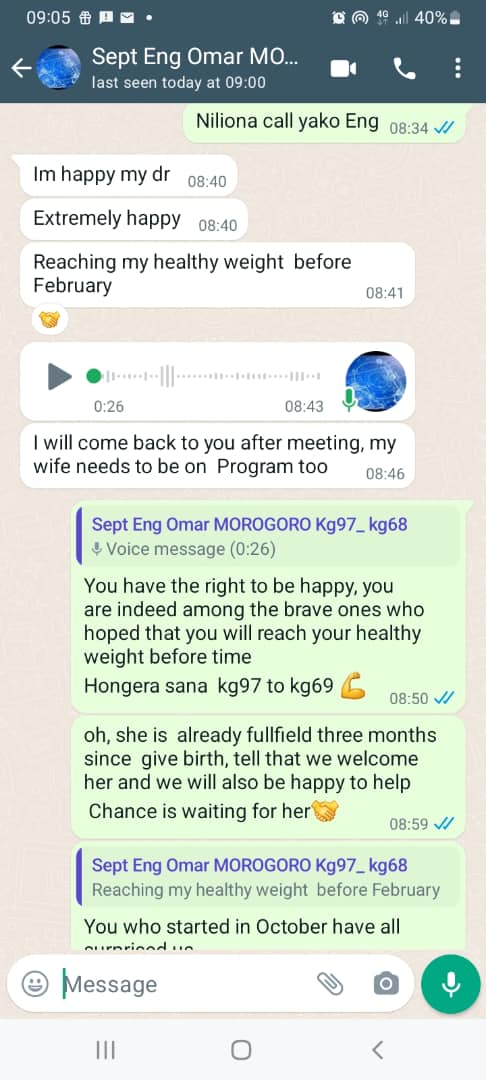 09:05
4G
40%
Sept Eng Omar MO...
last seen today at 09:00
Niliona call yako Eng 08:34
Im happy my dr 08:40
Extremely happy 08:40
Reaching my healthy weight before
February
08:41
0:26 08:43
I will come back to you after meeting, my
wife needs to be on Program too 08:46
Sept Eng Omar MOROGORO Kg97_ kg68
Voice message (0:26)
You have the right to be happy, you
are indeed among the brave ones who
hoped that you will reach your healthy
weight before time
Hongera sana kg97 to kg69 💪 08:50
oh, she is already fullfield three months
since give birth, tell that we welcome
her and we will also be happy to help
Chance is waiting for her🤝 08:59
Sept Eng Omar MOROGORO Kg97_ kg68
Reaching my healthy weight before February
You who started in October have all
surprised us
Message